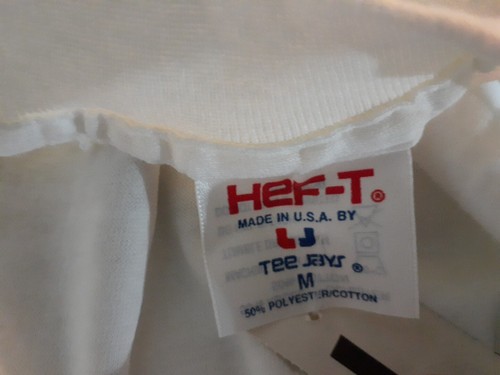 HEF-T®
MADE IN U.S.A. BY
TEE JAYS®
M
50% POLYESTER/COTTON